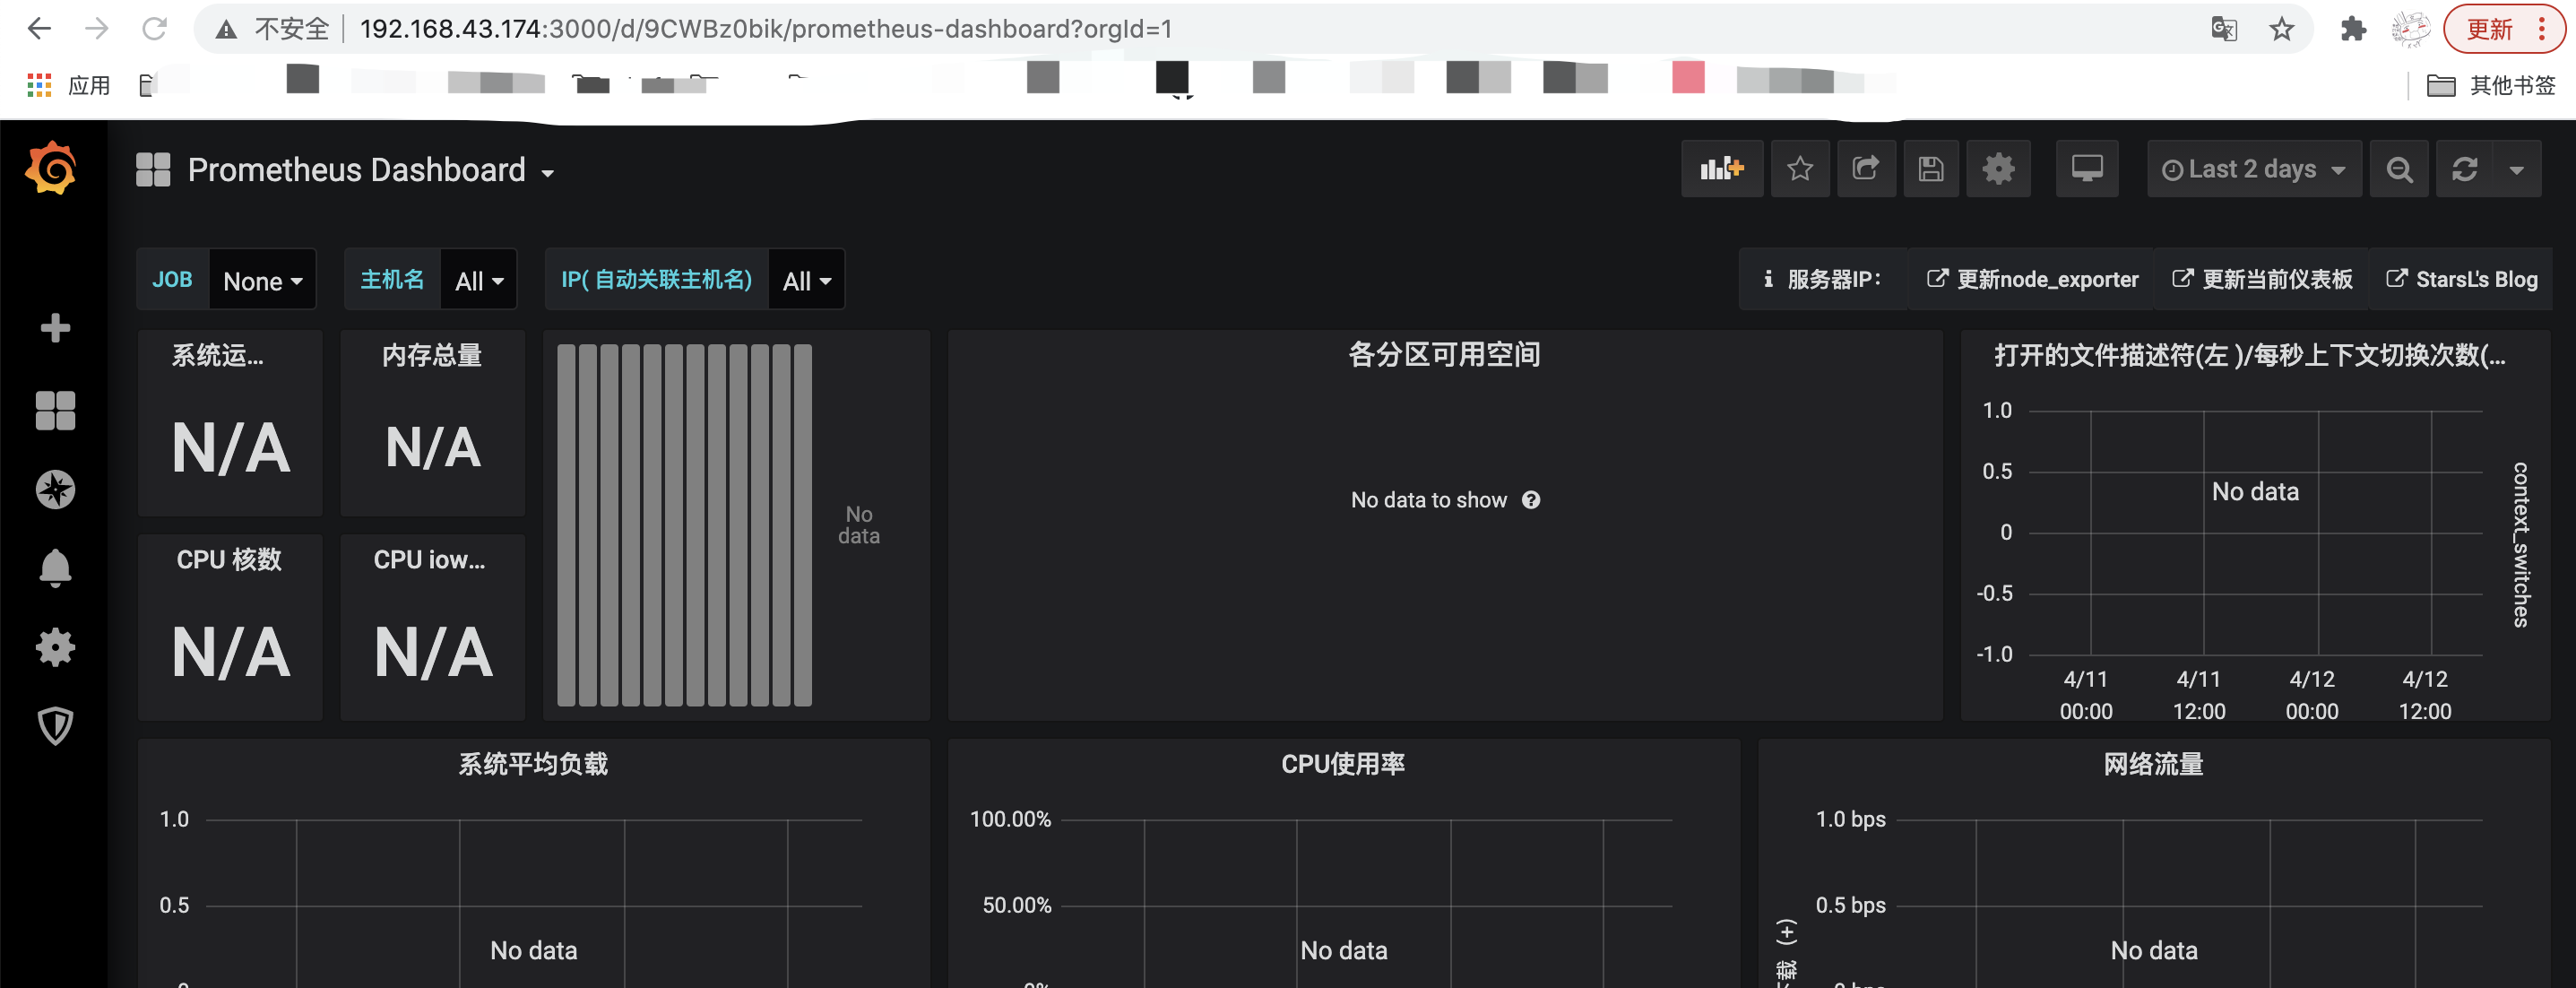 不安全 192.168.43.174:3000/d/9CWBz0bik/prometheus-dashboard?orgId=1 更新
应用 其他书签
Prometheus Dashboard Last 2 days
JOB None 主机名 All IP( 自动关联主机名) All 服务器IP: 更新node_exporter 更新当前仪表板 StarsL's Blog
系统运...
N/A
内存总量
N/A
CPU 核数
N/A
CPU iow...
N/A
No
data
各分区可用空间
No data to show
打开的文件描述符(左 )/每秒上下文切换次数(...
1.0
0.5
0
-0.5
-1.0
No data
context_switches
4/11
00:00
4/11
12:00
4/12
00:00
4/12
12:00
系统平均负载
1.0
0.5
No data
CPU使用率
100.00%
50.00%
No data
网络流量
1.0 bps
0.5 bps
No data
载 (+)